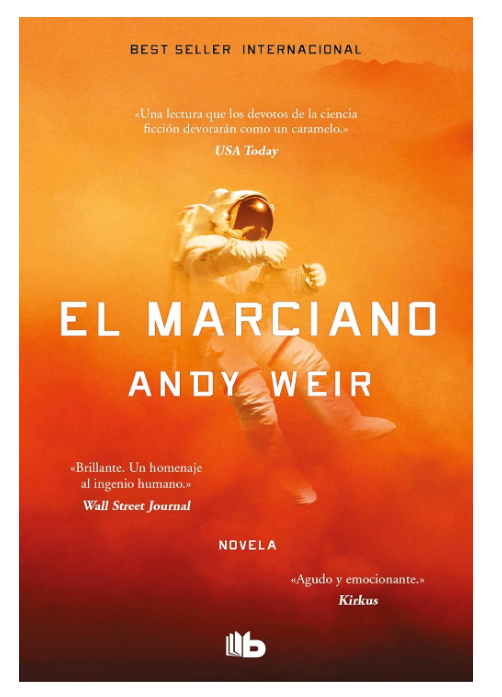 BEST SELLER INTERNACIONAL
«Una lectura que los devotos de la ciencia
ficción devorarán como un caramelo.»
USA Today
EL MARCIANO
ANDY WEIR
«Brillante. Un homenaje
al ingenio humano.»
Wall Street Journal
NOVELA
«Agudo y emocionante.»
Kirkus
b